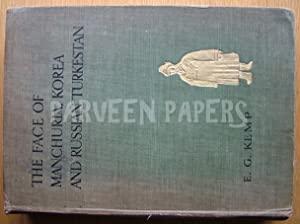 THE FACE OF
MANCHURIA, KOREA
AND RUSSIAN TURKESTAN
E. G. KEMP
PARVEEN PAPERS